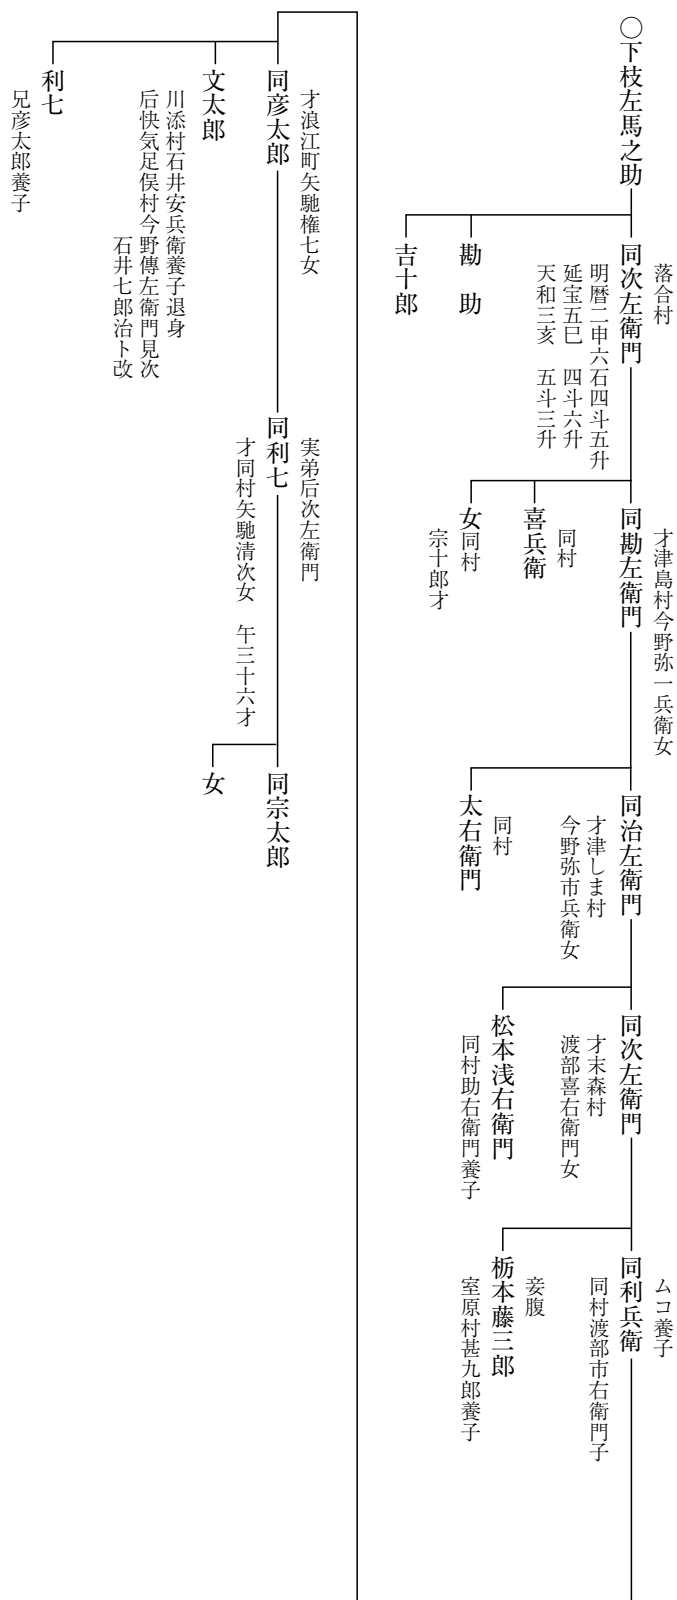 ○下枝左馬之助
落合村
同次左衛門
明暦二申六石四斗五升
延宝五巳　四斗六升
天和三亥　五斗三升
勘　助
吉十郎
才津島村今野弥一兵衛女
同勘左衛門
同村
喜兵衛
女同村
宗十郎才
同治左衛門
才津しま村
今野弥市兵衛女
同村
太右衛門
同次左衛門
才末森村
渡部喜右衛門女
松本浅右衛門
同村助右衛門養子
ムコ養子
同利兵衛
同村渡部市右衛門子
妾腹
栃本藤三郎
室原村甚九郎養子
才浪江町矢馳権七女
同彦太郎
文太郎
川添村石井安兵衛養子退身
后快気足俣村今野傳左衛門見次
石井七郎治ト改
利七
兄彦太郎養子
実弟后次左衛門
同利七
才同村矢馳清次女　午三十六才
同宗太郎
女